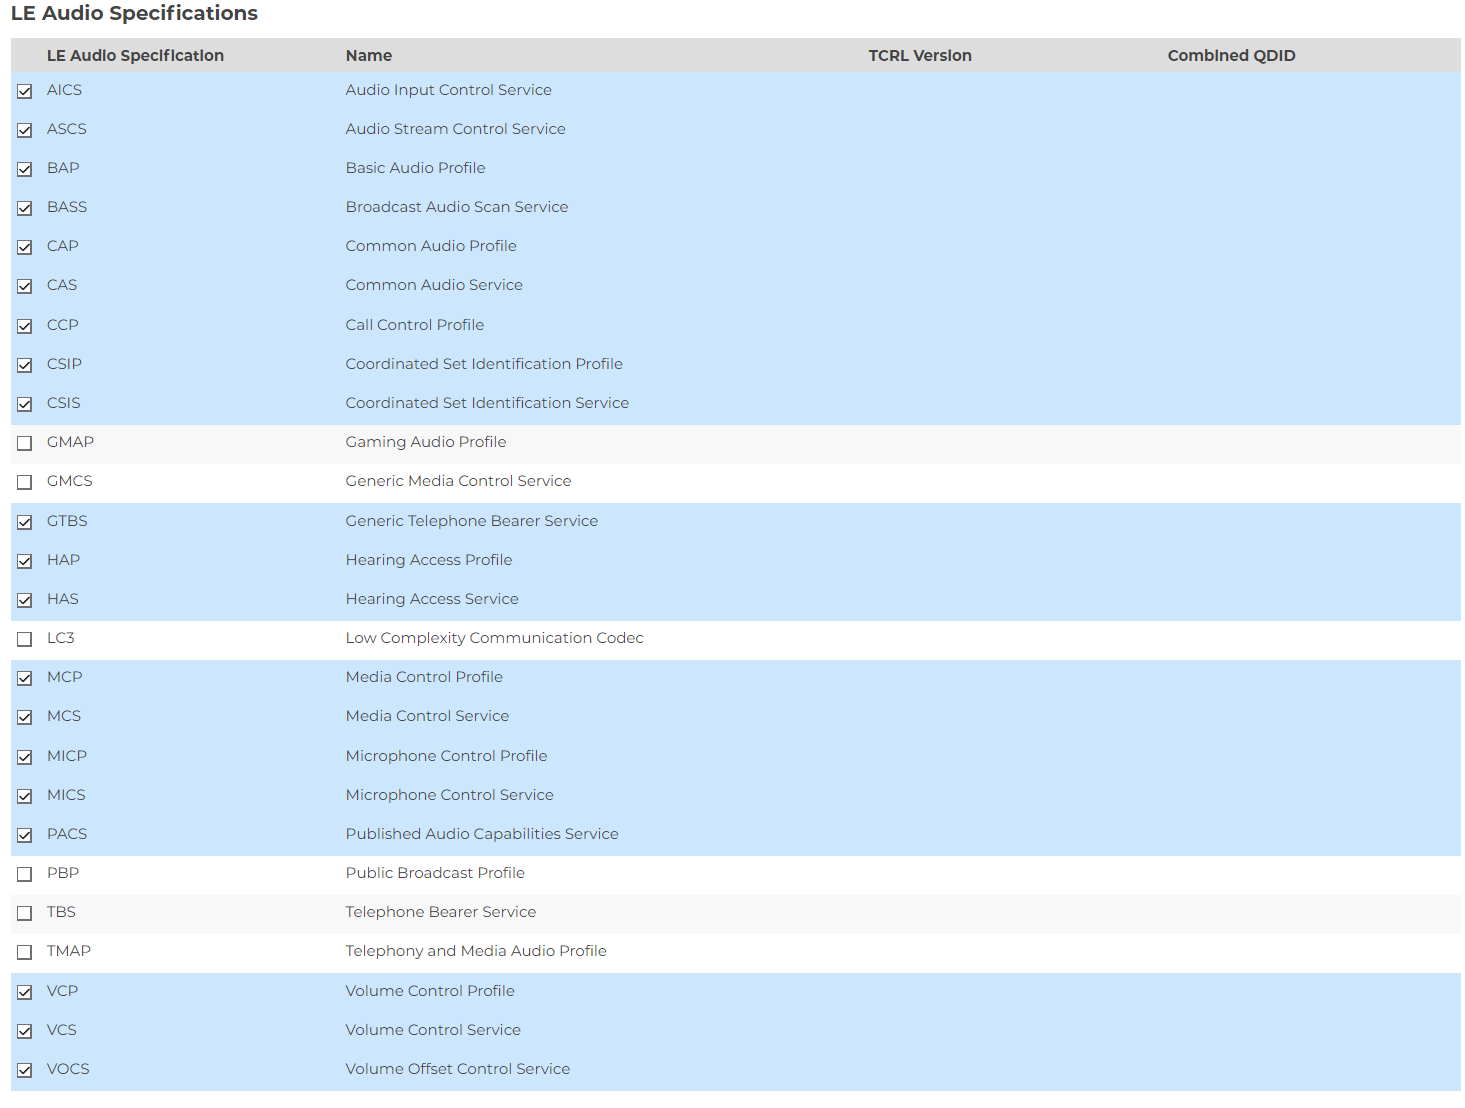 LE Audio Specifications
LE Audio Specification Name TCRL Version Combined QDID
AICS Audio Input Control Service
ASCS Audio Stream Control Service
BAP Basic Audio Profile
BASS Broadcast Audio Scan Service
CAP Common Audio Profile
CAS Common Audio Service
CCP Call Control Profile
CSIP Coordinated Set Identification Profile
CSIS Coordinated Set Identification Service
GMAP Gaming Audio Profile
GMCS Generic Media Control Service
GTBS Generic Telephone Bearer Service
HAP Hearing Access Profile
HAS Hearing Access Service
LC3 Low Complexity Communication Codec
MCP Media Control Profile
MCS Media Control Service
MICP Microphone Control Profile
MICS Microphone Control Service
PACS Published Audio Capabilities Service
PBP Public Broadcast Profile
TBS Telephone Bearer Service
TMAP Telephony and Media Audio Profile
VCP Volume Control Profile
VCS Volume Control Service
VOCS Volume Offset Control Service